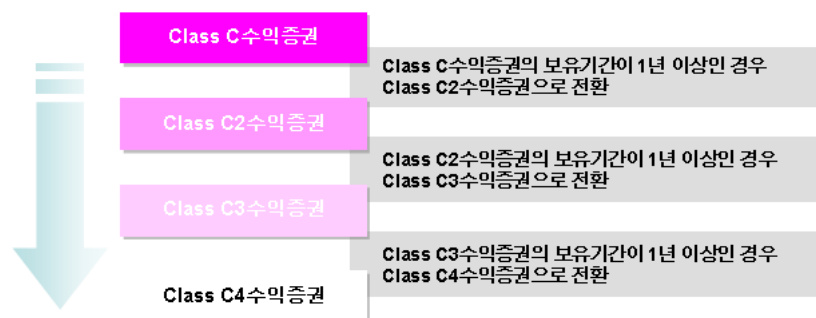 Class C수익증권
Class C수익증권의 보유기간이 1년 이상인 경우
Class C2수익증권으로 전환
Class C2수익증권
Class C2수익증권의 보유기간이 1년 이상인 경우
Class C3수익증권으로 전환
Class C3수익증권
Class C3수익증권의 보유기간이 1년 이상인 경우
Class C4수익증권으로 전환
Class C4수익증권